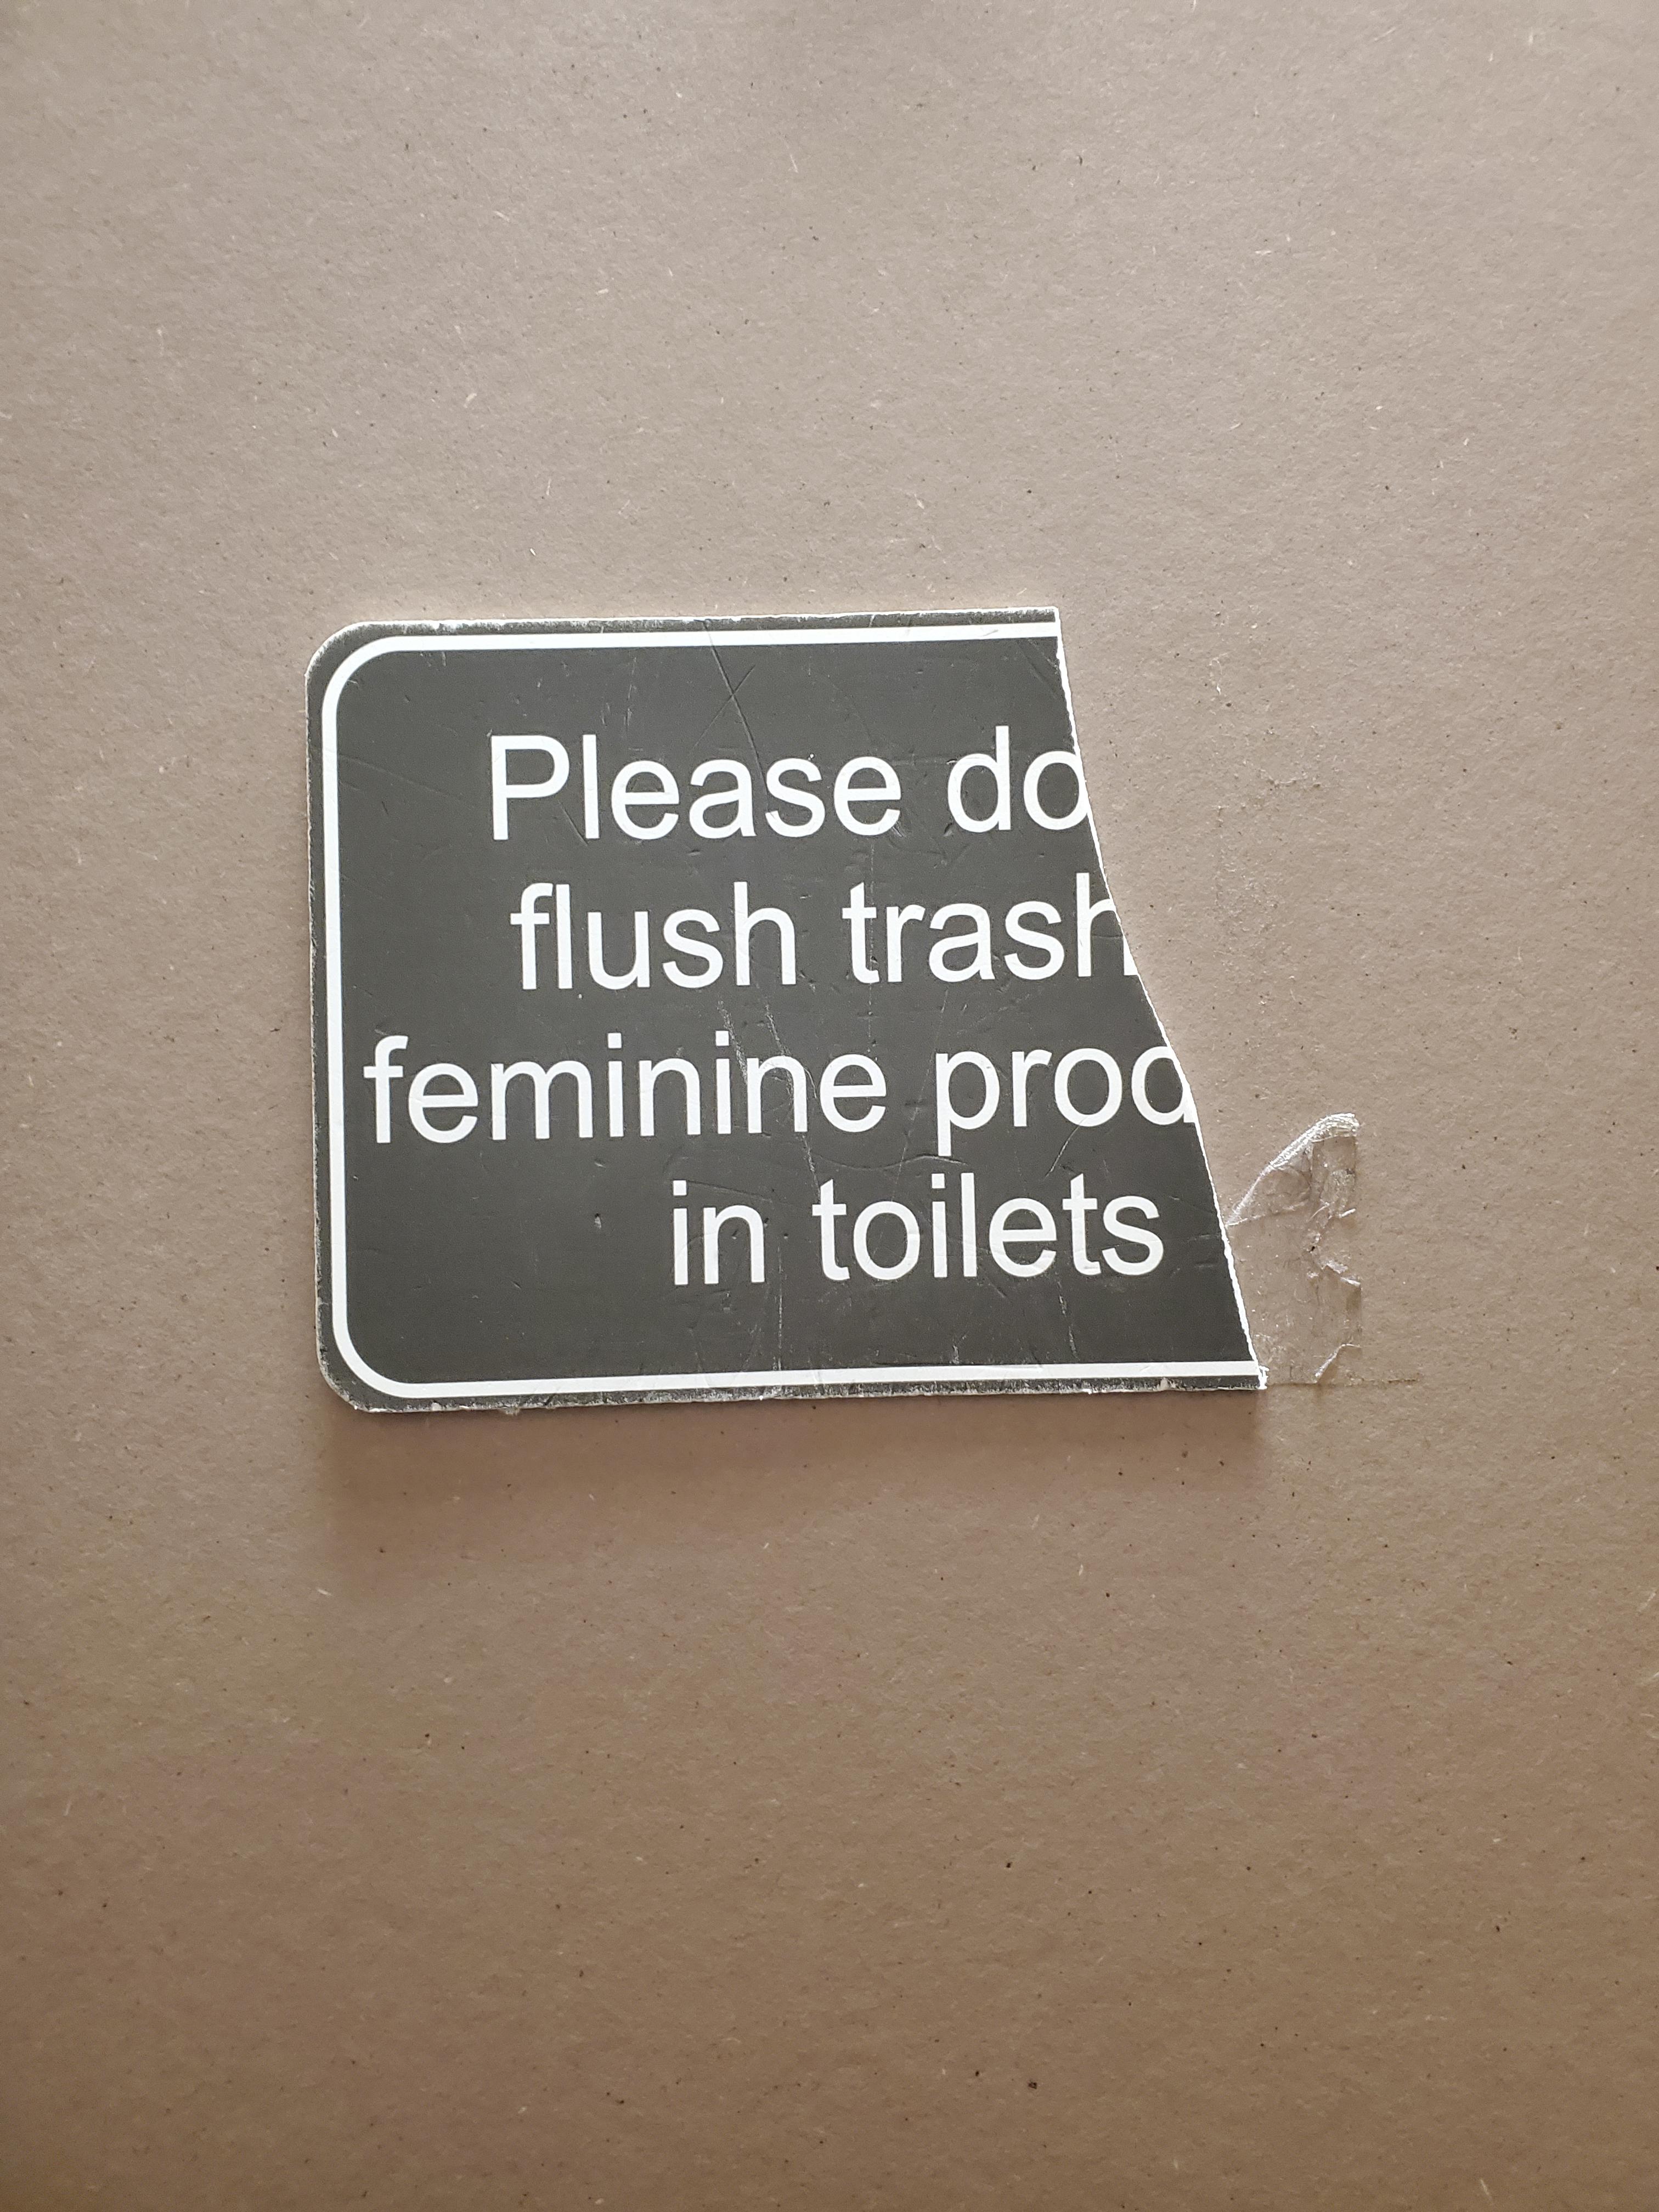 Please do
flush trash
feminine prod
in toilets